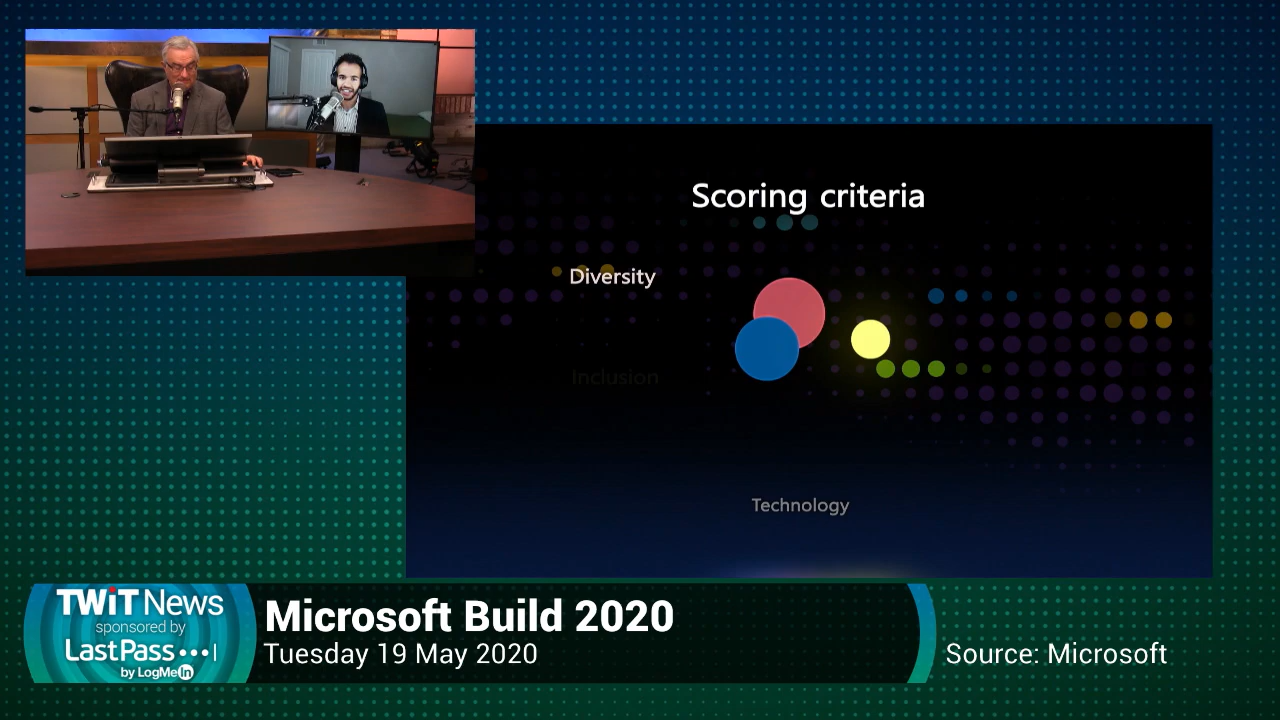 Scoring criteria
Diversity
Inclusion
Technology
TWiT News
sponsored by
LastPass
by LogMeIn
Microsoft Build 2020
Tuesday 19 May 2020
Source: Microsoft